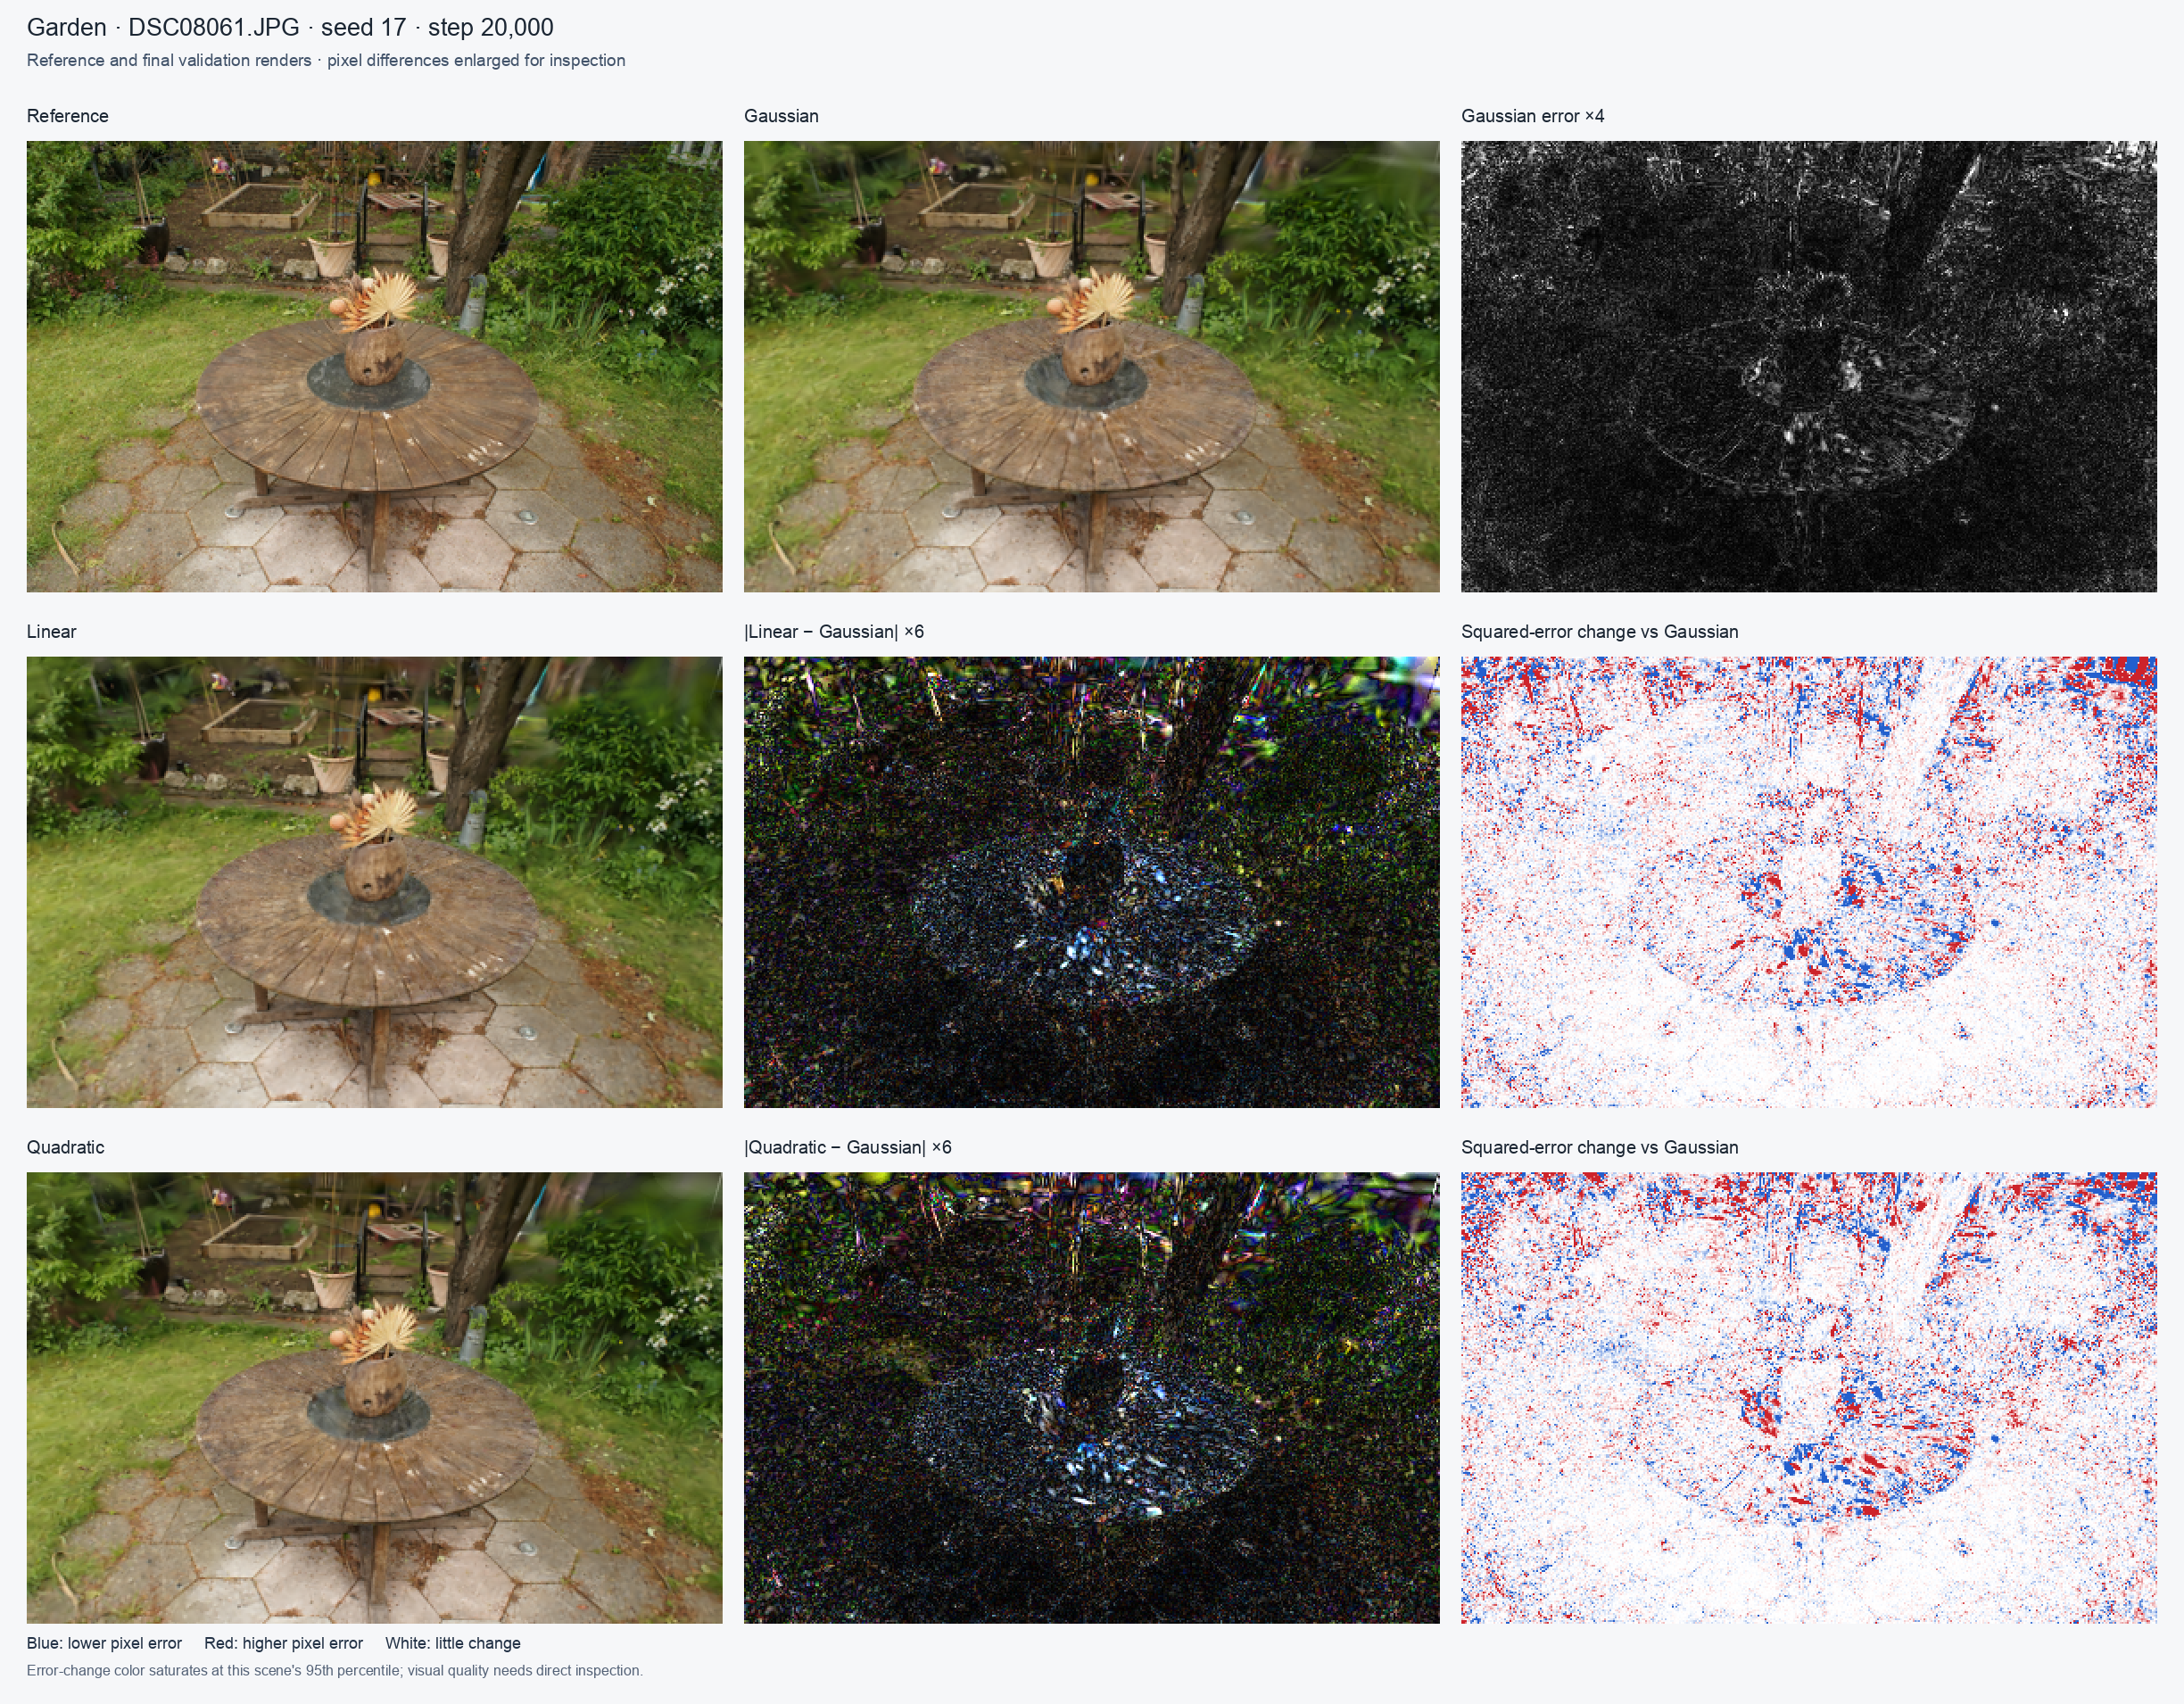 Garden · DSC08061.JPG · seed 17 · step 20,000
Reference and final validation renders · pixel differences enlarged for inspection
Reference
Gaussian
Gaussian error ×4
Linear
|Linear − Gaussian| ×6
Squared-error change vs Gaussian
Quadratic
|Quadratic − Gaussian| ×6
Squared-error change vs Gaussian
Blue: lower pixel error Red: higher pixel error White: little change
Error-change color saturates at this scene's 95th percentile; visual quality needs direct inspection.